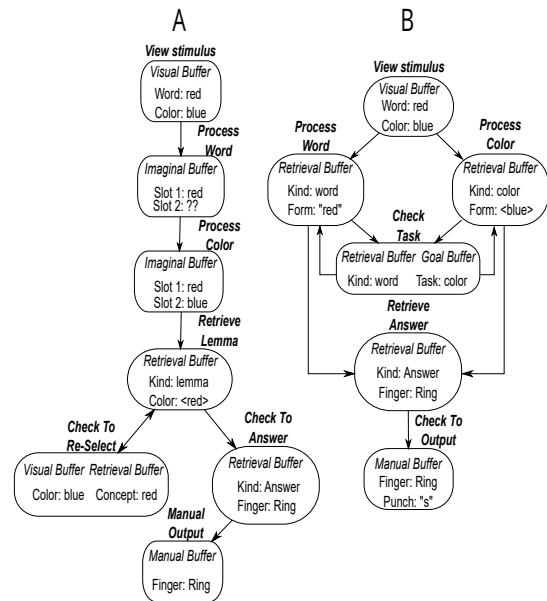 A
View stimulus
Visual Buffer
Word: red
Color: blue
Process
Word
Imaginal Buffer
Slot 1: red
Slot 2: ??
Process
Color
Imaginal Buffer
Slot 1: red
Slot 2: blue
Retrieve
Lemma
Retrieval Buffer
Kind: lemma
Color: <red>
Check To
Re-Select
Visual Buffer Retrieval Buffer
Color: blue Concept: red
Check To
Answer
Retrieval Buffer
Kind: Answer
Finger: Ring
Manual
Output
Manual Buffer
Finger: Ring
B
View stimulus
Visual Buffer
Word: red
Color: blue
Process
Word
Retrieval Buffer
Kind: word
Form: "red"
Process
Color
Retrieval Buffer
Kind: color
Form: <blue>
Check
Task
Retrieval Buffer Goal Buffer
Kind: word Task: color
Retrieve
Answer
Retrieval Buffer
Kind: Answer
Finger: Ring
Check To
Output
Manual Buffer
Finger: Ring
Punch: "s"